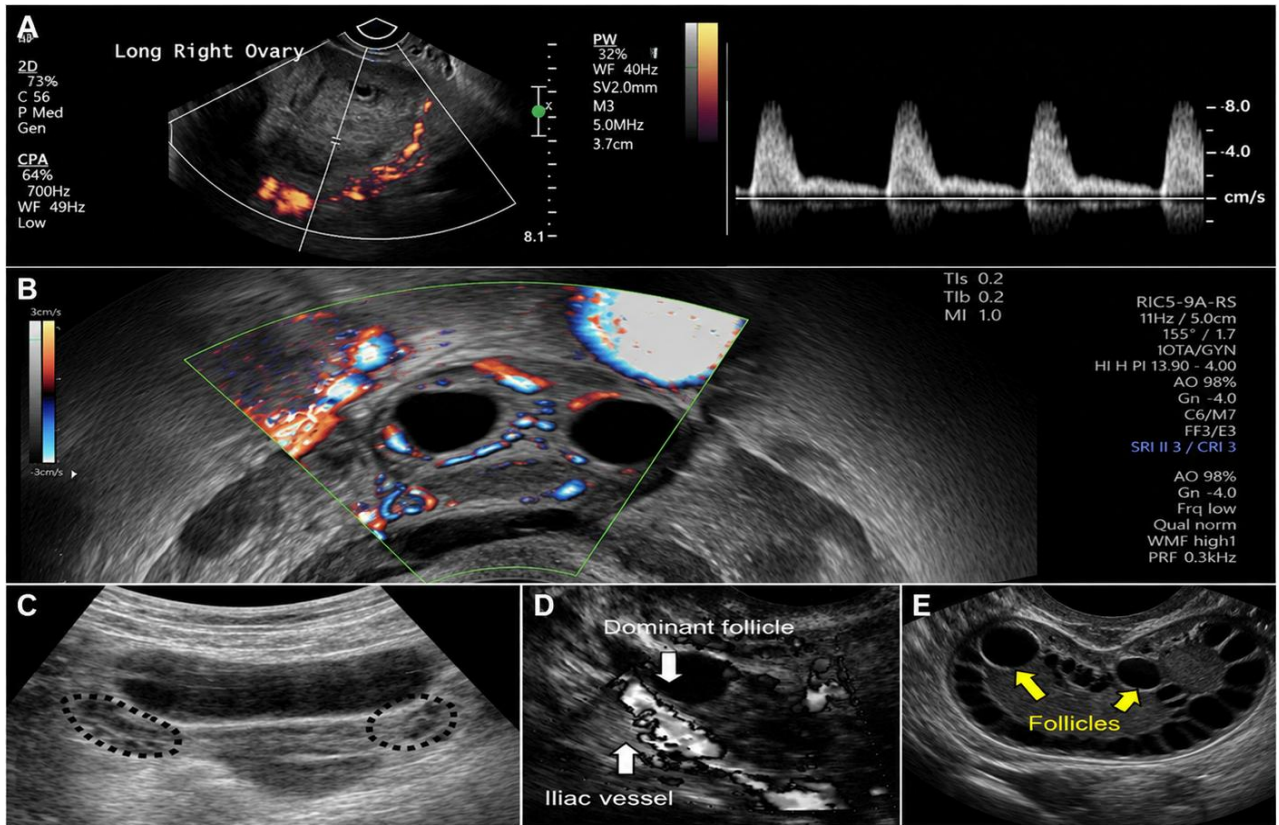 A
2D
73%
C 56
P Med
Gen
CPA
64%
700Hz
WF 49Hz
Low
Long Right Ovary
x
8.1
PW
32%
WF 40Hz
SV2.0mm
M3
5.0MHz
3.7cm
-8.0
-4.0
cm/s
B
3cm/s
-3cm/s
TIs 0.2
TIb 0.2
MI 1.0
RIC5-9A-RS
11Hz / 5.0cm
155° / 1.7
IOTA/GYN
HI H PI 13.90 - 4.00
AO 98%
Gn -4.0
C6/M7
FF3/E3
SRI II 3 / CRI 3
AO 98%
Gn -4.0
Frq low
Qual norm
WMF high1
PRF 0.3kHz
C
D
Dominant follicle
Iliac vessel
E
Follicles